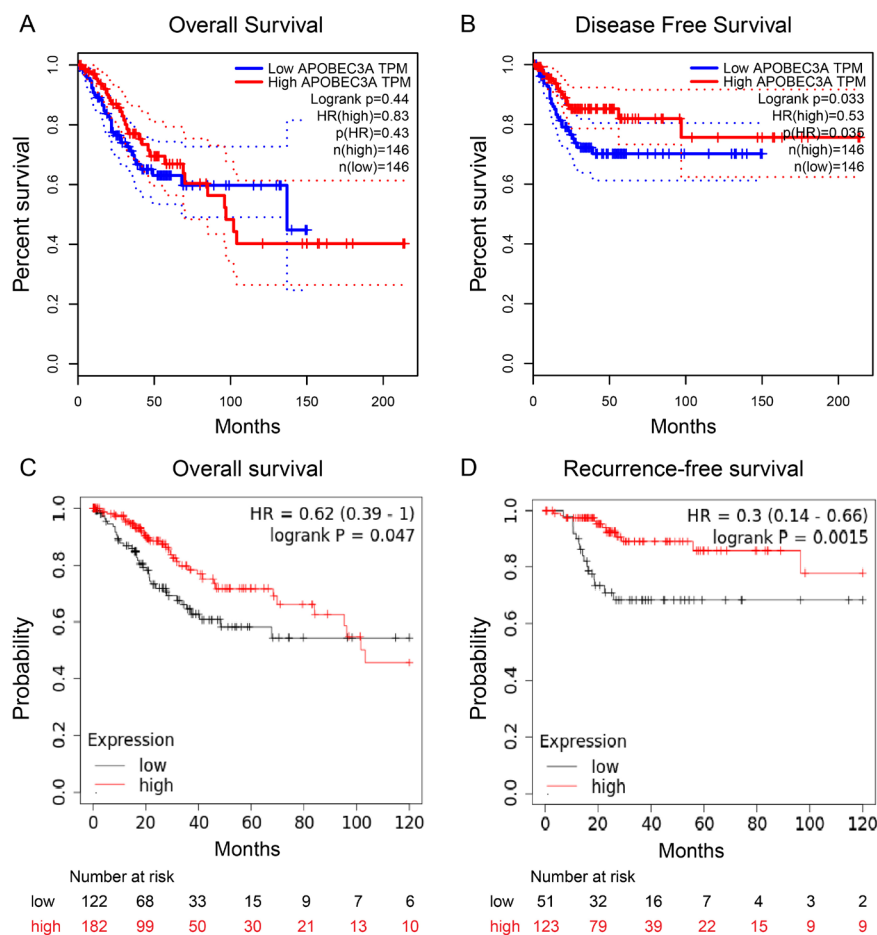 A
Overall Survival
Percent survival
1.0
0.8
0.6
0.4
0.2
0.0
Low APOBEC3A TPM
High APOBEC3A TPM
Logrank p=0.44
HR(high)=0.83
p(HR)=0.43
n(high)=146
n(low)=146
0 50 100 150 200
Months
B
Disease Free Survival
Percent survival
1.0
0.8
0.6
0.4
0.2
0.0
Low APOBEC3A TPM
High APOBEC3A TPM
Logrank p=0.033
HR(high)=0.53
p(HR)=0.035
n(high)=146
n(low)=146
0 50 100 150 200
Months
C
Overall survival
Probability
1.0
0.8
0.6
0.4
0.2
0.0
HR = 0.62 (0.39 - 1)
logrank P = 0.047
Expression
low
high
0 20 40 60 80 100 120
Months
Number at risk
low 122 68 33 15 9 7 6
high 182 99 50 30 21 13 10
D
Recurrence-free survival
Probability
1.0
0.8
0.6
0.4
0.2
0.0
HR = 0.3 (0.14 - 0.66)
logrank P = 0.0015
Expression
low
high
0 20 40 60 80 100 120
Months
Number at risk
low 51 32 16 7 4 3 2
high 123 79 39 22 15 9 9